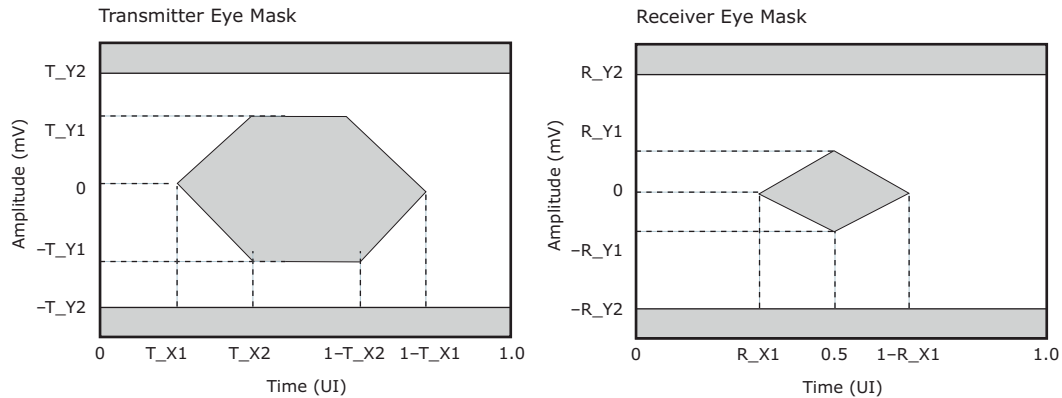 Transmitter Eye Mask
T_Y2
T_Y1
0
–T_Y1
–T_Y2
Amplitude (mV)
0 T_X1 T_X2 1–T_X2 1–T_X1 1.0
Time (UI)
Receiver Eye Mask
R_Y2
R_Y1
0
–R_Y1
–R_Y2
Amplitude (mV)
0 R_X1 0.5 1–R_X1 1.0
Time (UI)